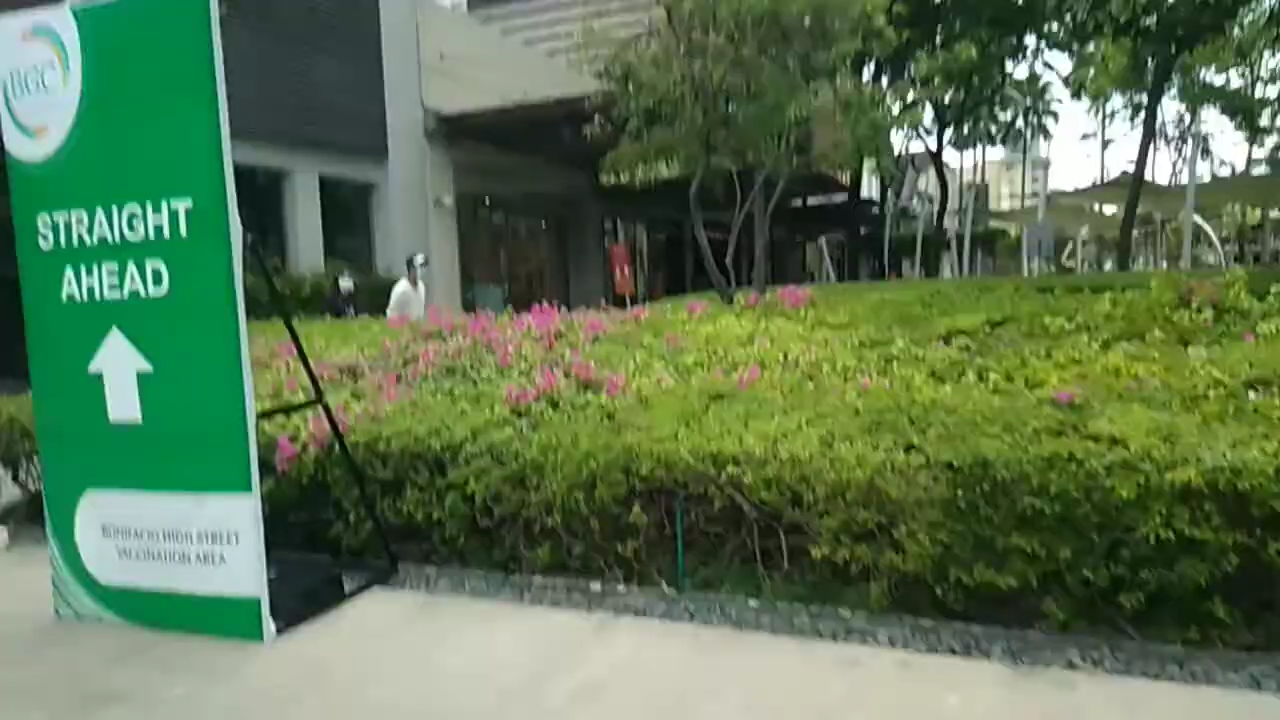 BGC
STRAIGHT
AHEAD
BONIFACIO HIGH STREET
VACCINATION AREA